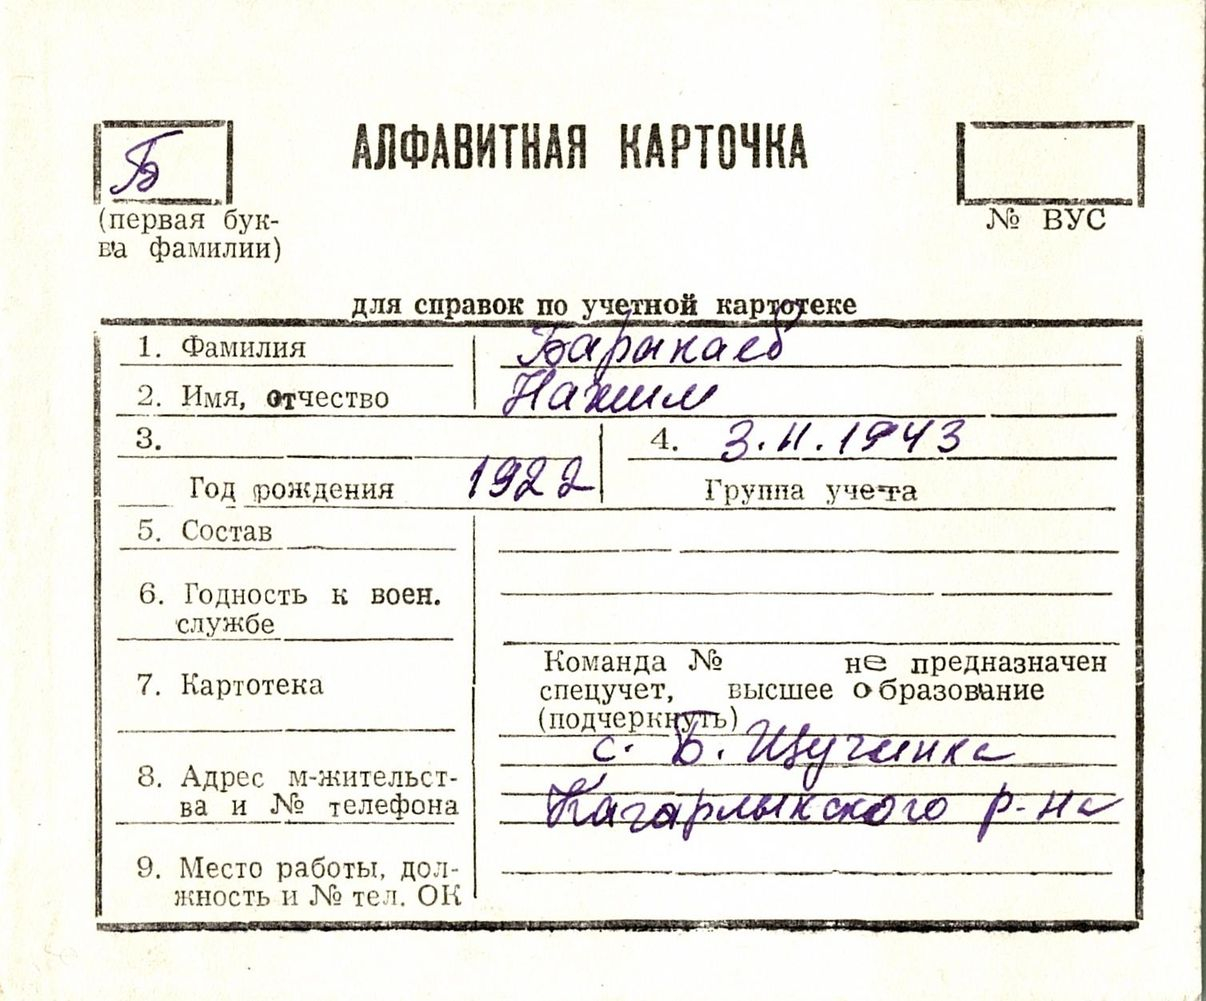 Б
АЛФАВИТНАЯ КАРТОЧКА
(первая бук-
ва фамилии)
№ ВУС
для справок по учетной картотеке
1. Фамилия Барыкаев
2. Имя, отчество Нажим
3. 4. 3.11.1943
Год рождения 1922 Группа учета
5. Состав
6. Годность к воен.
службе
7. Картотека
Команда № не предназначен
спецучет, высшее образование
(подчеркнуть)
8. Адрес м-жительст-
ва и № телефона
с. Б. Щучинка
Кагарлыкского р-на
9. Место работы, дол-
жность и № тел. ОК